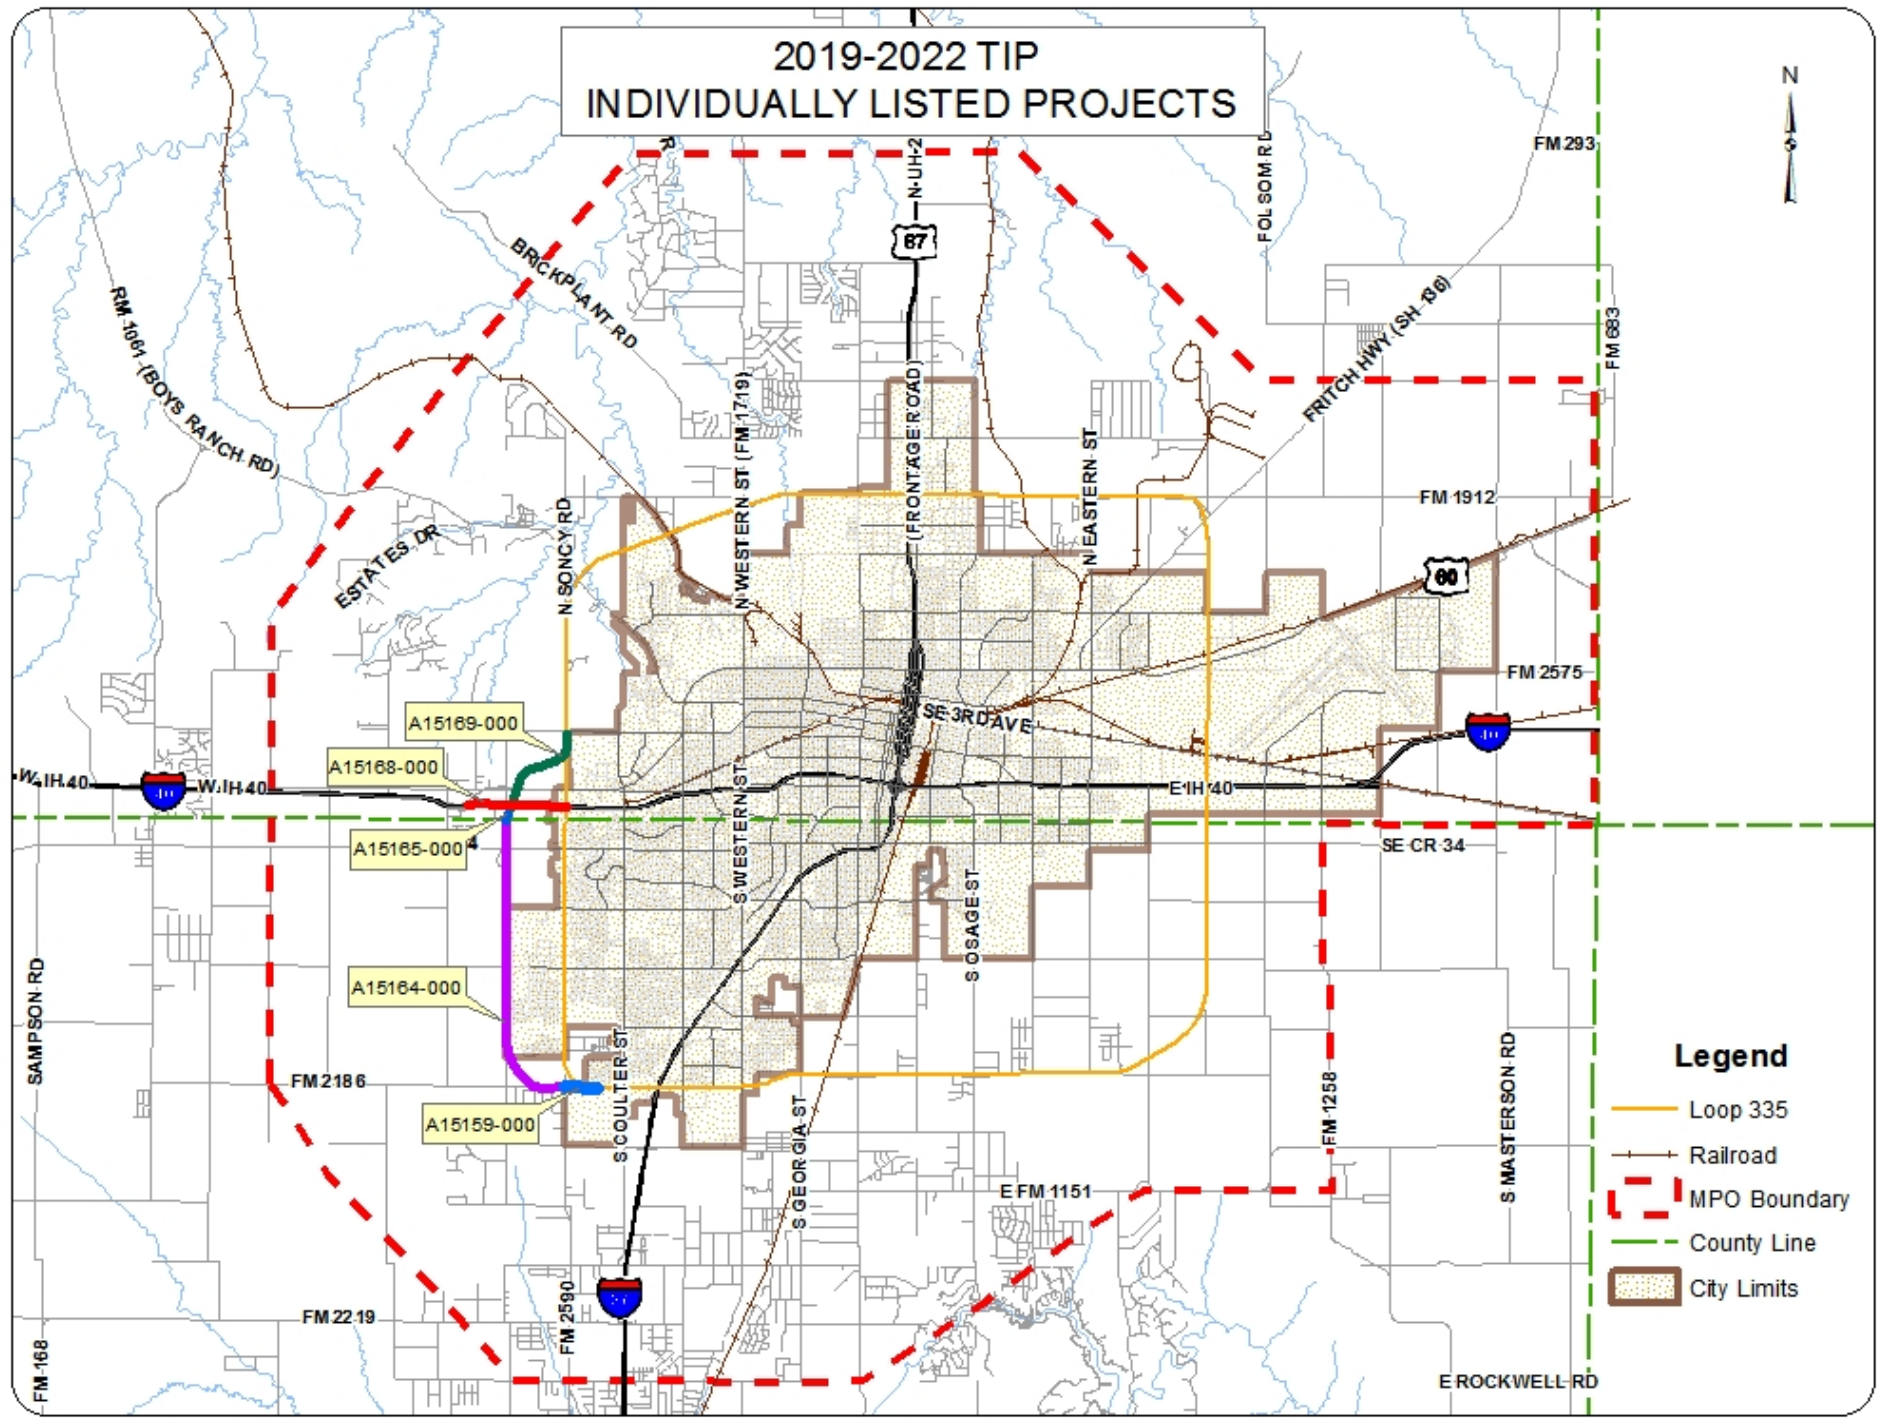 2019-2022 TIP
INDIVIDUALLY LISTED PROJECTS
N
FM 293
FOLSOM RD
N-UH-2
87
BRICKPLANT RD
RM 1061 (BOYS RANCH RD)
FRITCH HWY (SH 136)
FM 683
N WESTERN ST (FM 1719)
(FRONTAGE ROAD)
N EASTERN ST
FM 1912
N SONCY RD
ESTATES DR
60
FM 2575
A15169-000
SE 3RD AVE
40
A15168-000
W IH 40
40
W IH 40
E IH 40
S WESTERN ST
A15165-000
4
SE CR 34
S OSAGE ST
A15164-000
SAMPSON RD
S COULTER ST
S MASTERSON RD
FM 2186
FM 1258
A15159-000
S GEORGIA ST
E FM 1151
FM 2590
FM 2219
FM 168
E ROCKWELL RD
Legend
Loop 335
Railroad
MPO Boundary
County Line
City Limits